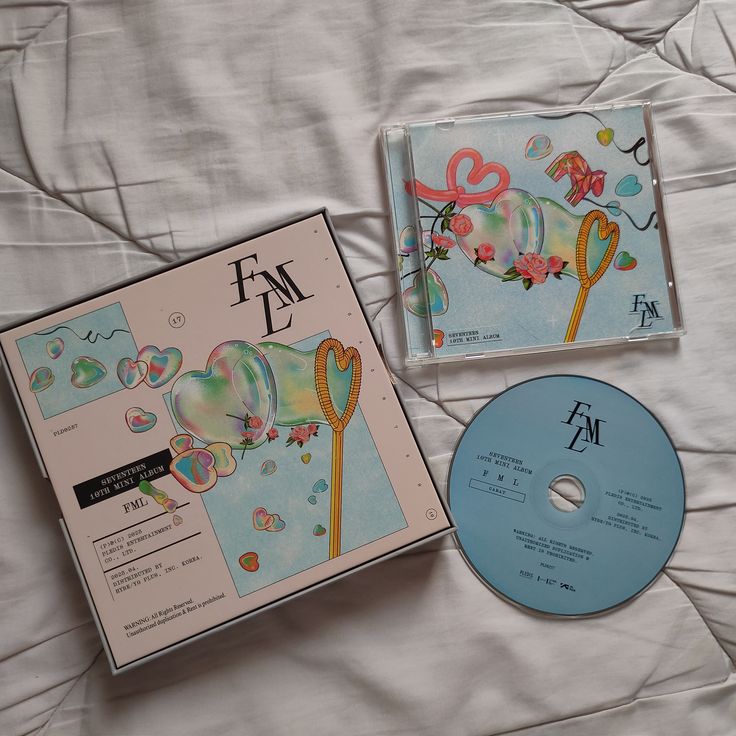 FML
17
PLD0287
SEVENTEEN
10TH MINI ALBUM
FML
(P)&(C) 2023
PLEDIS ENTERTAINMENT
CO., LTD.
2023.04.
DISTRIBUTED BY
HYBE/YG PLUS, INC. KOREA.
WARNING: All Rights Reserved.
Unauthorized duplication & Rent is prohibited.
SEVENTEEN
10TH MINI ALBUM
FML
FML
SEVENTEEN
10TH MINI ALBUM
F M L
CARAT
(P)&(C) 2023
PLEDIS ENTERTAINMENT
CO., LTD.
2023.04.
DISTRIBUTED BY
HYBE/YG PLUS, INC. KOREA.
WARNING: ALL RIGHTS RESERVED.
UNAUTHORIZED DUPLICATION &
RENT IS PROHIBITED.
PLEDIS